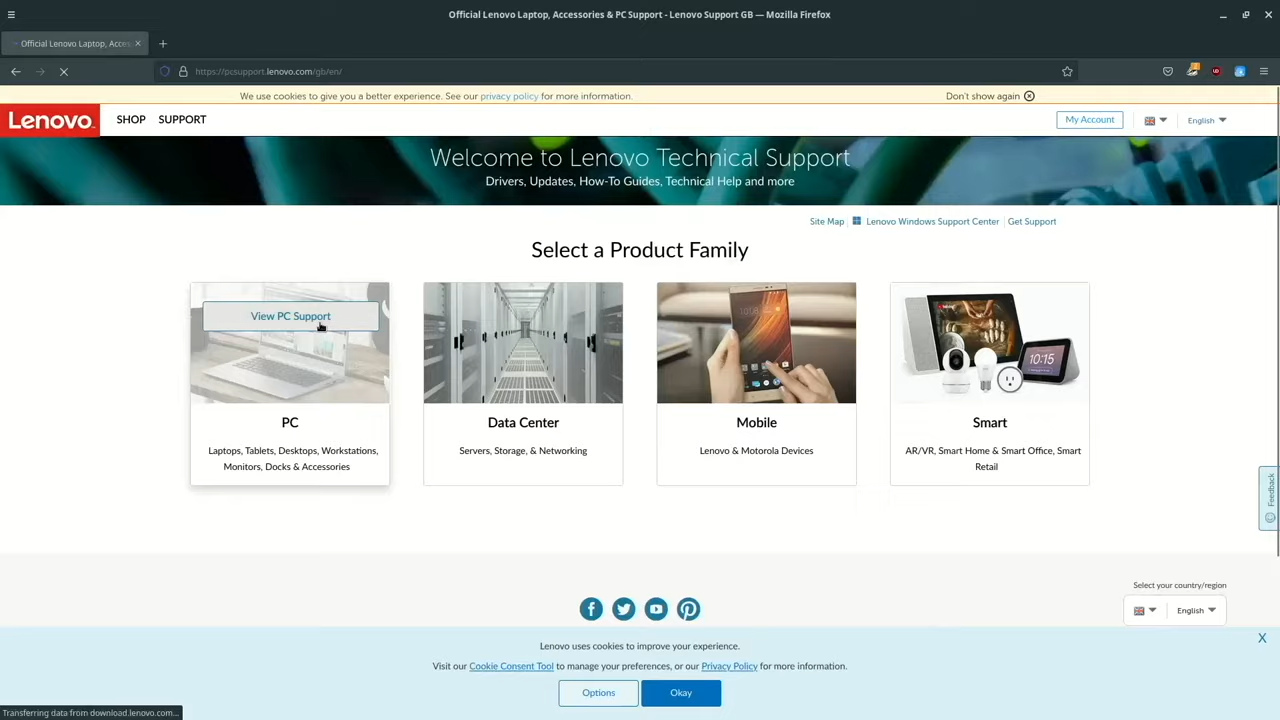 Official Lenovo Laptop, Accessories & PC Support - Lenovo Support GB — Mozilla Firefox
Official Lenovo Laptop, Acces
https://pcsupport.lenovo.com/gb/en/
We use cookies to give you a better experience. See our privacy policy for more information.
Don't show again
Lenovo
SHOP
SUPPORT
My Account
English
Welcome to Lenovo Technical Support
Drivers, Updates, How-To Guides, Technical Help and more
Site Map
Lenovo Windows Support Center
Get Support
Select a Product Family
View PC Support
10:15
PC
Laptops, Tablets, Desktops, Workstations,
Monitors, Docks & Accessories
Data Center
Servers, Storage, & Networking
Mobile
Lenovo & Motorola Devices
Smart
AR/VR, Smart Home & Smart Office, Smart
Retail
Feedback
Select your country/region
English
Lenovo uses cookies to improve your experience.
Visit our Cookie Consent Tool to manage your preferences, or our Privacy Policy for more information.
X
Options
Okay
Transferring data from download.lenovo.com...